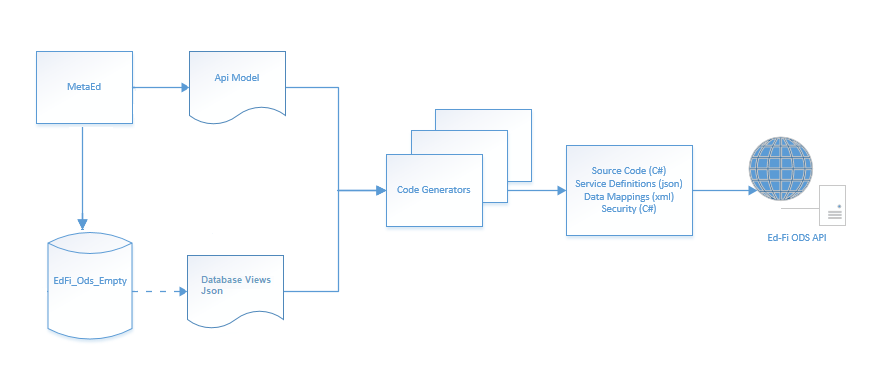 MetaEd
Api Model
Code Generators
Source Code (C#)
Service Definitions (json)
Data Mappings (xml)
Security (C#)
Ed-Fi ODS API
EdFi_Ods_Empty
Database Views
Json